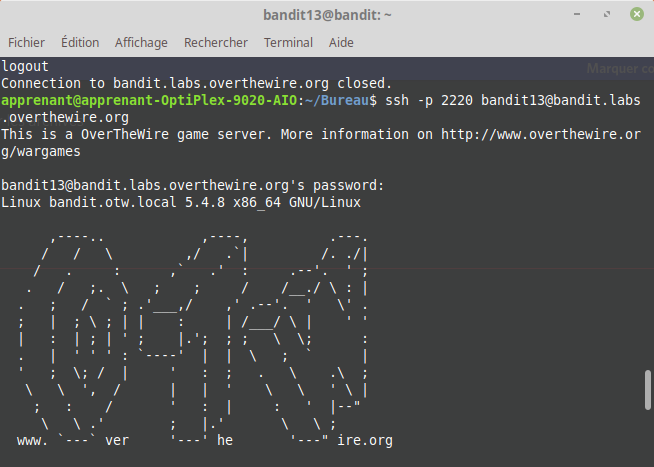 bandit13@bandit: ~
Fichier Édition Affichage Rechercher Terminal Aide
logout
Marquer co
Connection to bandit.labs.overthewire.org closed.
apprenant@apprenant-OptiPlex-9020-AIO:~/Bureau$ ssh -p 2220 bandit13@bandit.labs
.overthewire.org
This is a OverTheWire game server. More information on http://www.overthewire.or
g/wargames
bandit13@bandit.labs.overthewire.org's password:
Linux bandit.otw.local 5.4.8 x86_64 GNU/Linux
www. `---` ver '---' he '---" ire.org